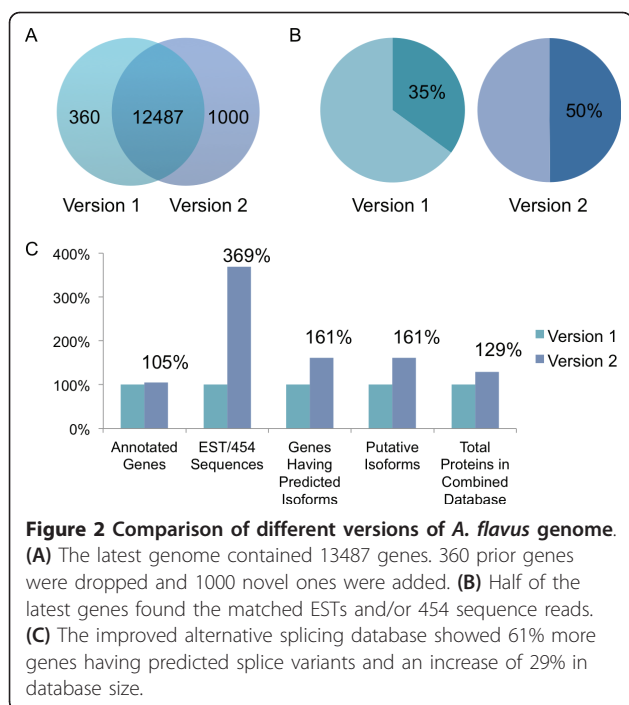 A
360
12487
1000
Version 1
Version 2
B
35%
50%
Version 1
Version 2
C
400%
300%
200%
100%
0%
105%
369%
161%
161%
129%
Annotated
Genes
EST/454
Sequences
Genes
Having
Predicted
Isoforms
Putative
Isoforms
Total
Proteins in
Combined
Database
Version 1
Version 2
Figure 2 Comparison of different versions of A. flavus genome.
(A) The latest genome contained 13487 genes. 360 prior genes
were dropped and 1000 novel ones were added. (B) Half of the
latest genes found the matched ESTs and/or 454 sequence reads.
(C) The improved alternative splicing database showed 61% more
genes having predicted splice variants and an increase of 29% in
database size.